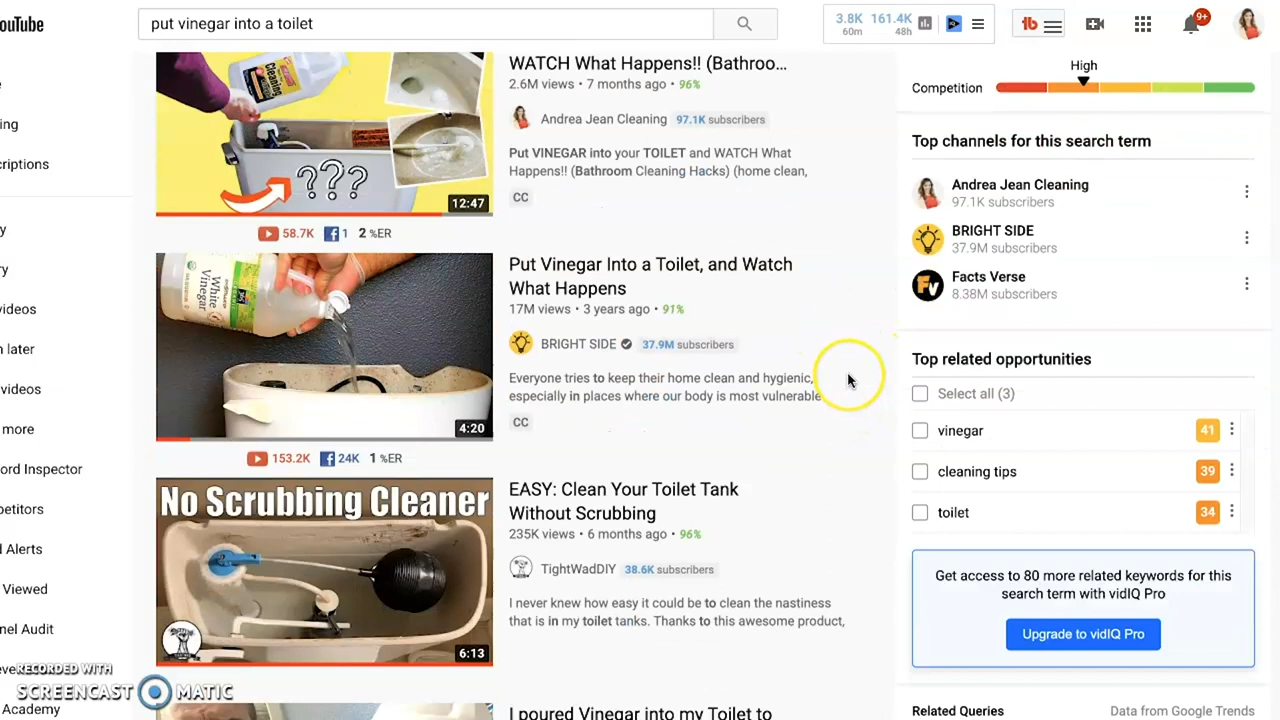 ouTube
put vinegar into a toilet
3.8K 161.4K
60m 48h
9+
ing
criptions
y
ry
videos
n later
videos
more
ord Inspector
petitors
d Alerts
Viewed
nel Audit
eve
Academy
RECORDED WITH
SCREENCAST MATIC
12:47
58.7K 1 2 %ER
WATCH What Happens!! (Bathroo...
2.6M views • 7 months ago • 96%
Andrea Jean Cleaning 97.1K subscribers
Put VINEGAR into your TOILET and WATCH What
Happens!! (Bathroom Cleaning Hacks) (home clean,
CC
???
White
Vinegar
4:20
153.2K 24K 1 %ER
Put Vinegar Into a Toilet, and Watch
What Happens
17M views • 3 years ago • 91%
BRIGHT SIDE 37.9M subscribers
Everyone tries to keep their home clean and hygienic,
especially in places where our body is most vulnerable
CC
No Scrubbing Cleaner
6:13
EASY: Clean Your Toilet Tank
Without Scrubbing
235K views • 6 months ago • 96%
TightWadDIY 38.6K subscribers
I never knew how easy it could be to clean the nastiness
that is in my toilet tanks. Thanks to this awesome product,
I poured Vinegar into my Toilet to
High
Competition
Top channels for this search term
Andrea Jean Cleaning
97.1K subscribers
BRIGHT SIDE
37.9M subscribers
Facts Verse
8.38M subscribers
Top related opportunities
Select all (3)
vinegar 41
cleaning tips 39
toilet 34
Get access to 80 more related keywords for this
search term with vidIQ Pro
Upgrade to vidIQ Pro
Related Queries Data from Google Trends